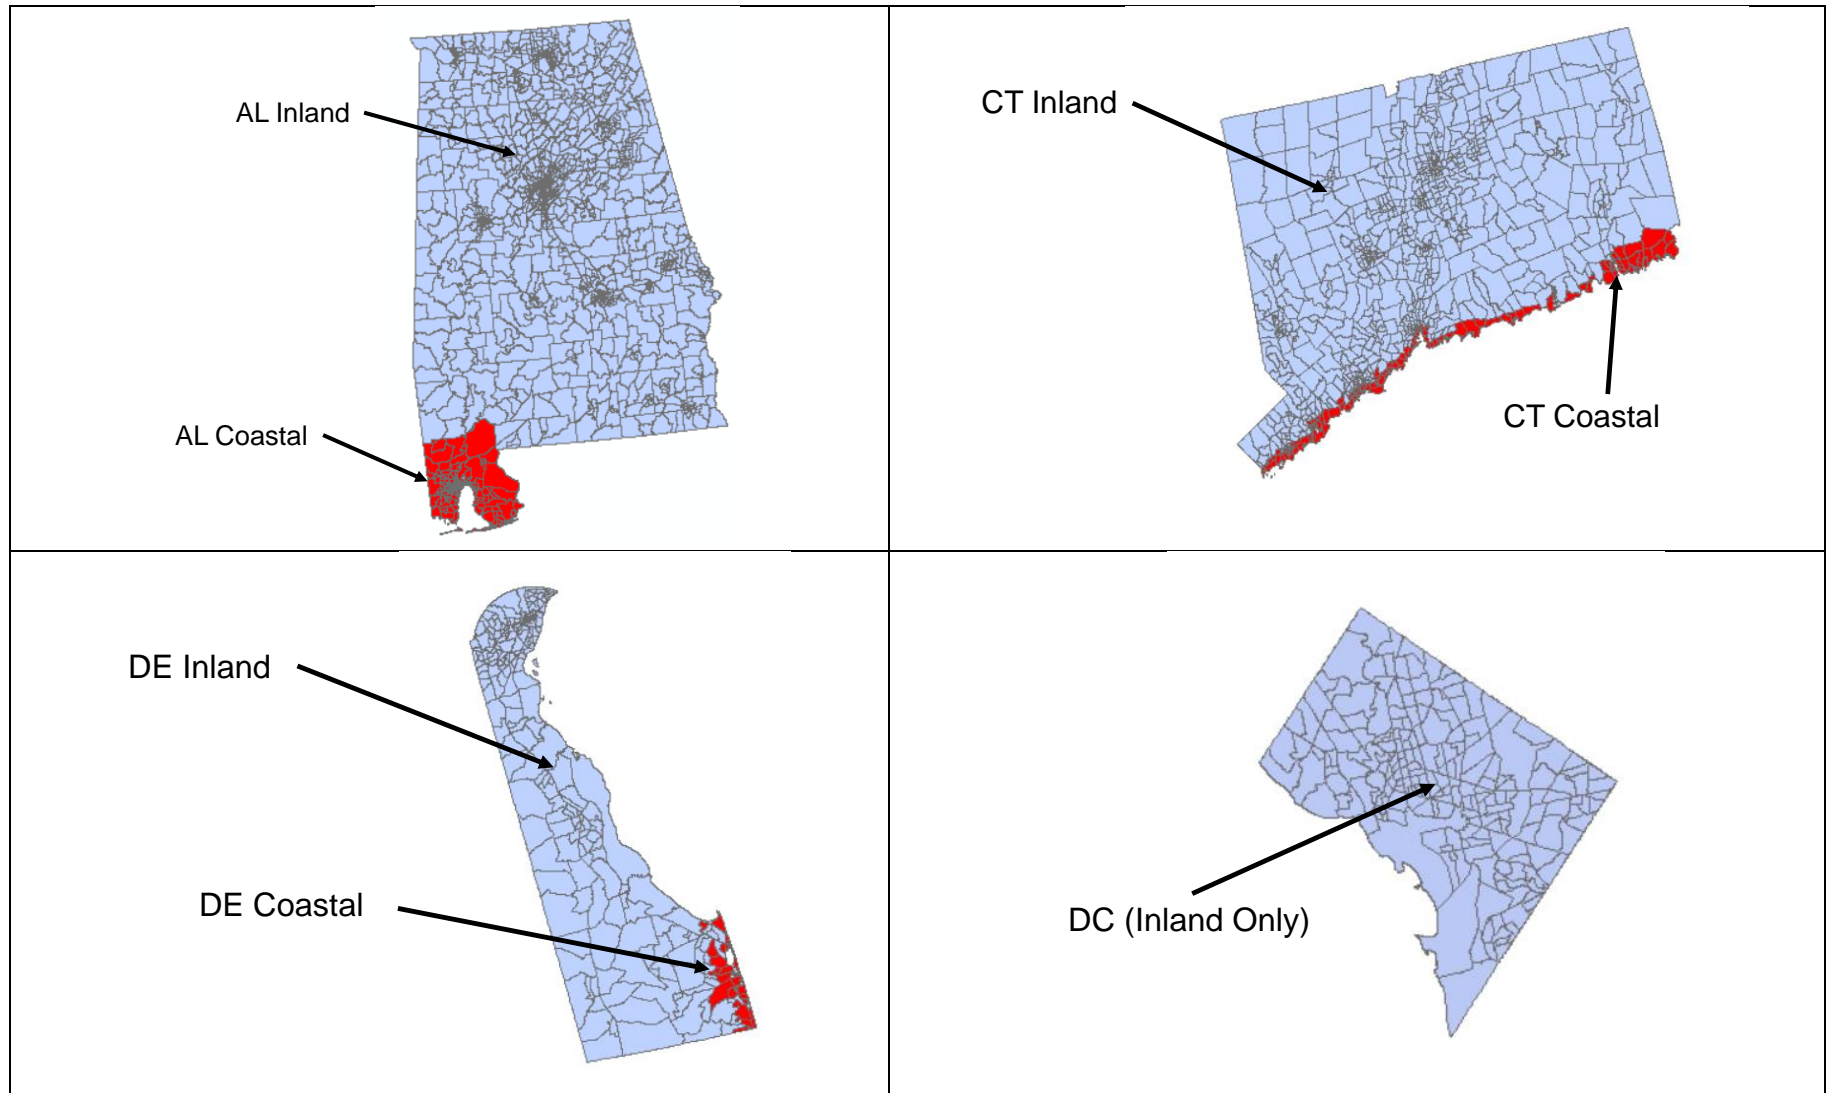 AL Inland
AL Coastal
CT Inland
CT Coastal
DE Inland
DE Coastal
DC (Inland Only)